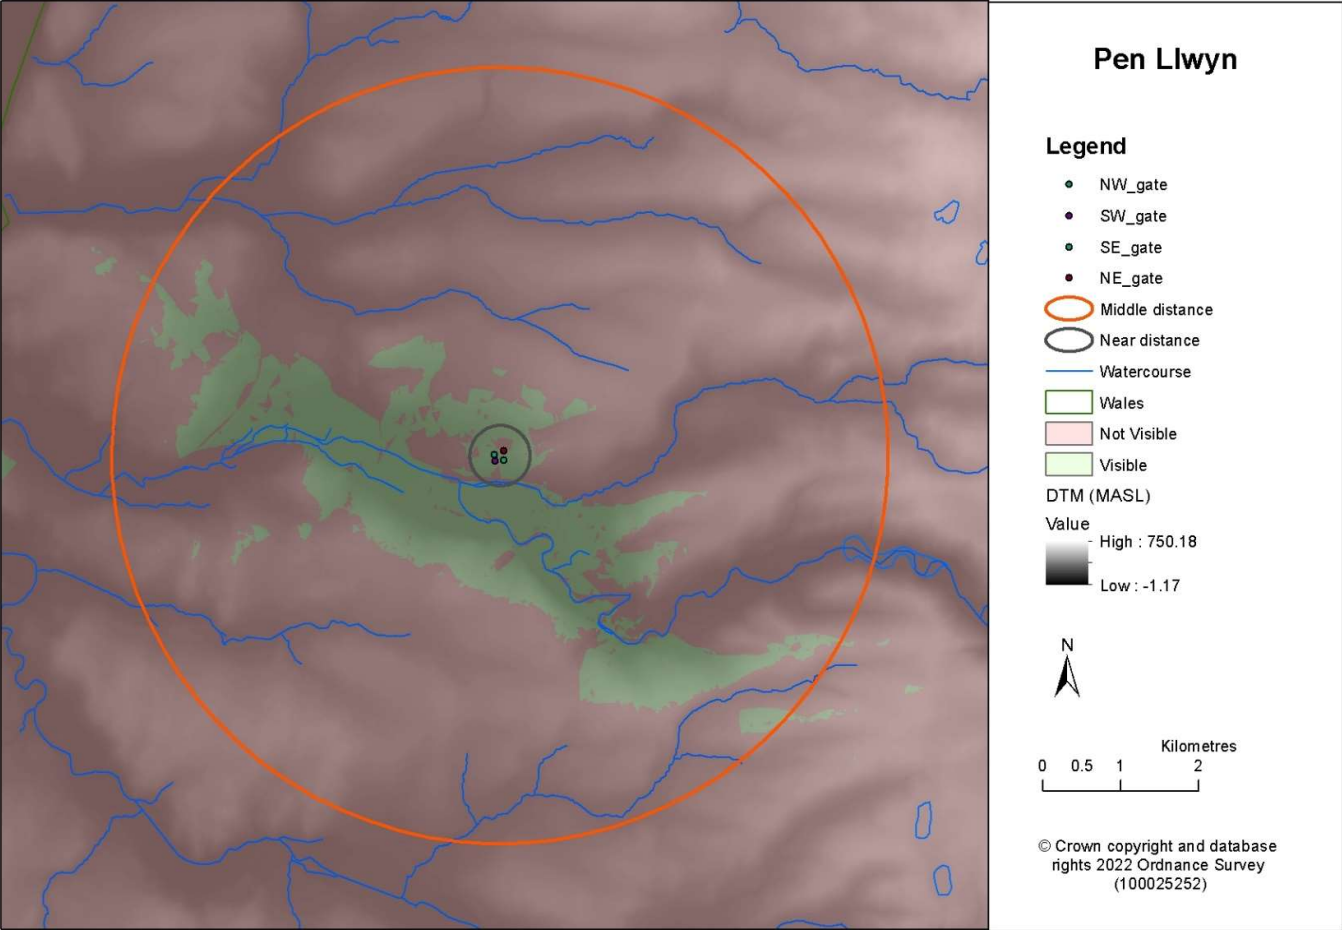 Pen Llwyn
Legend
NW_gate
SW_gate
SE_gate
NE_gate
Middle distance
Near distance
Watercourse
Wales
Not Visible
Visible
DTM (MASL)
Value
High : 750.18
Low : -1.17
N
Kilometres
0 0.5 1 2
© Crown copyright and database
rights 2022 Ordnance Survey
(100025252)